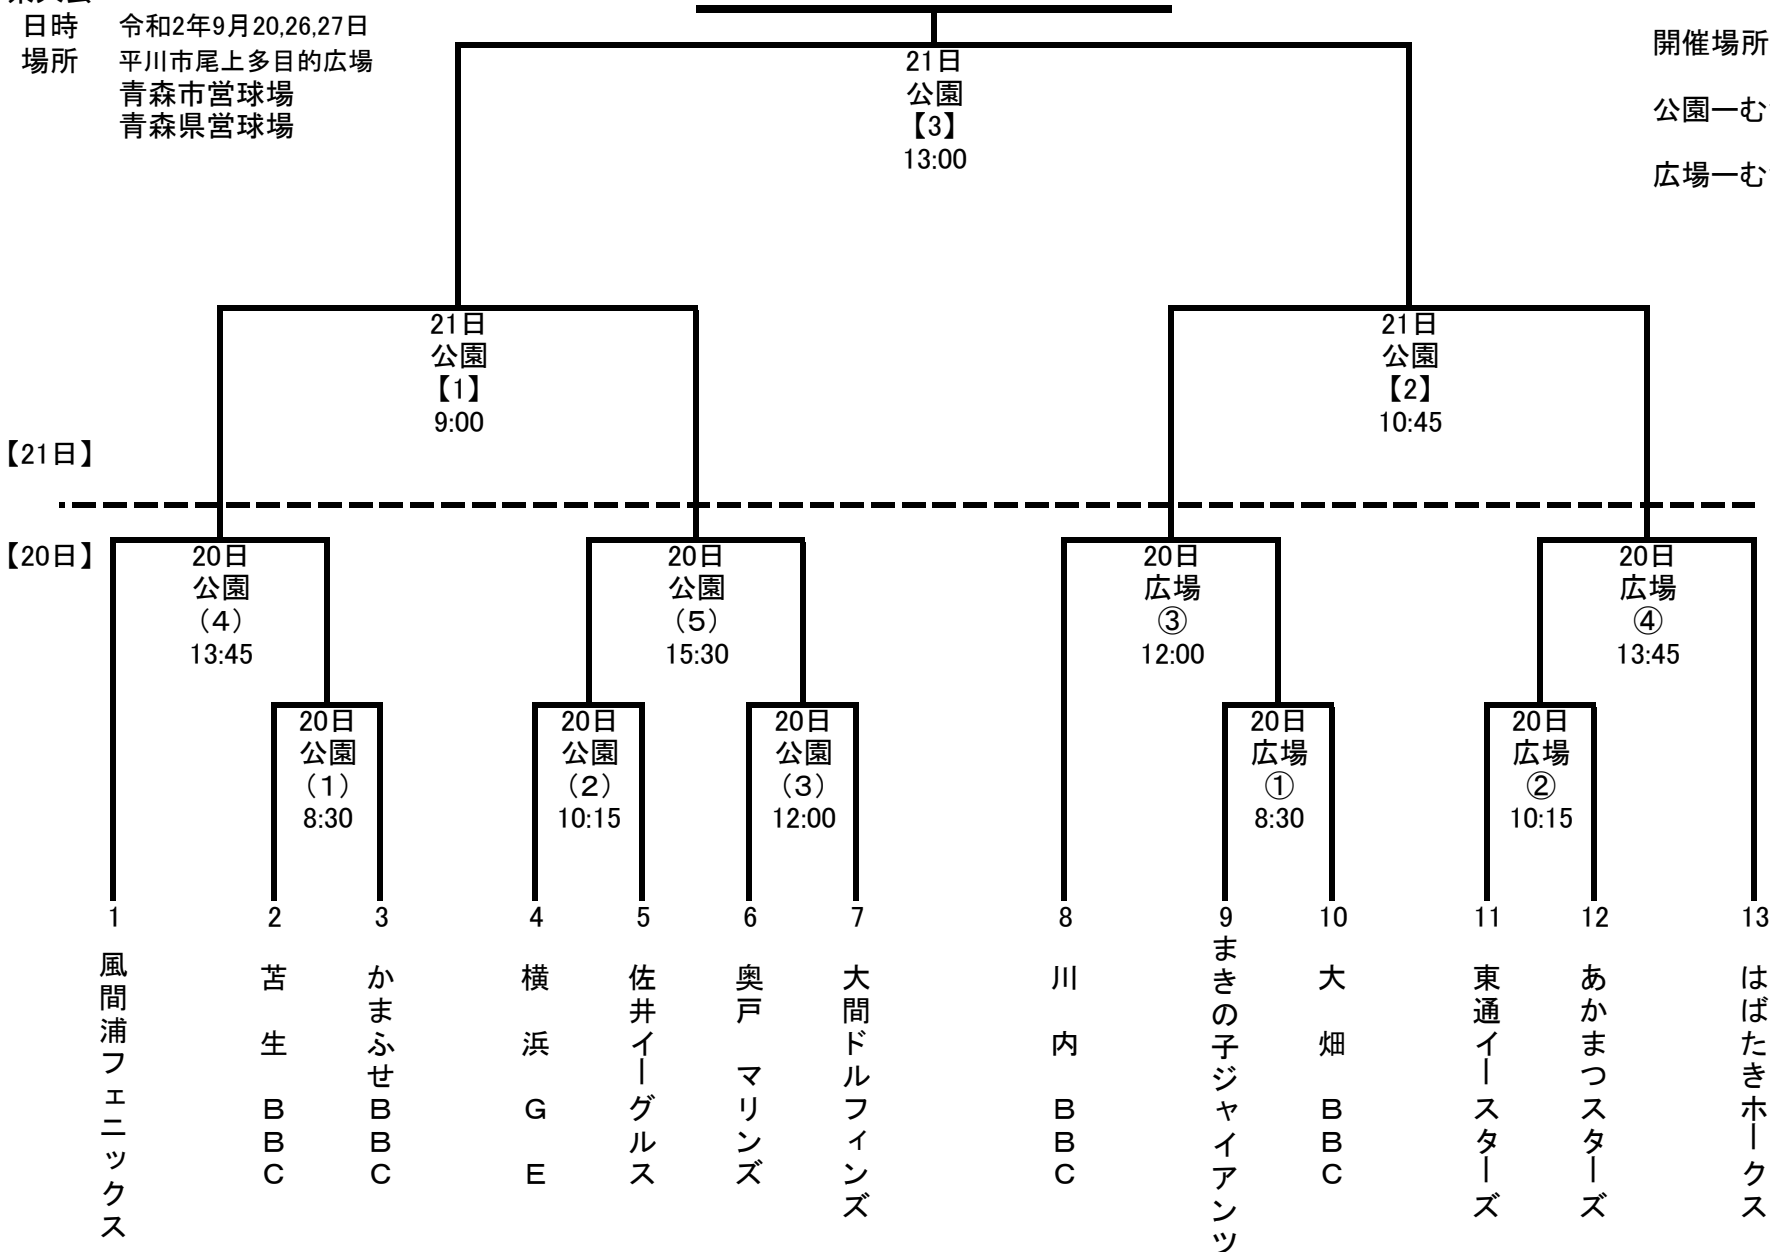 日時 令和2年9月20,26,27日
場所 平川市尾上多目的広場
青森市営球場
青森県営球場
開催場所
公園ーむ
広場ーむ
21日
公園
【3】
13:00
21日
公園
【1】
9:00
21日
公園
【2】
10:45
【21日】
【20日】
20日
公園
（4）
13:45
20日
公園
（5）
15:30
20日
広場
③
12:00
20日
広場
④
13:45
20日
公園
（1）
8:30
20日
公園
（2）
10:15
20日
公園
（3）
12:00
20日
広場
①
8:30
20日
広場
②
10:15
1 2 3 4 5 6 7 8 9 10 11 12 13
風間浦フェニックス
苫生ＢＢＣ
かまふせＢＢＣ
横浜ＧＥ
佐井イーグルス
奥戸マリンズ
大間ドルフィンズ
川内ＢＢＣ
まきの子ジャイアンツ
大畑ＢＢＣ
東通イースターズ
あかまつスターズ
はばたきホークス